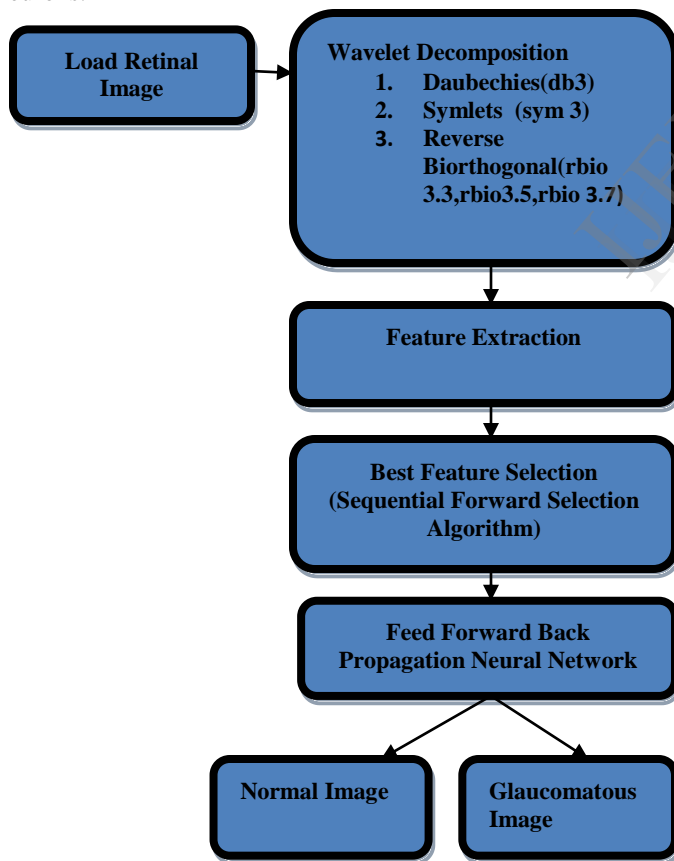 Load Retinal
Image
Wavelet Decomposition
1. Daubechies(db3)
2. Symlets (sym 3)
3. Reverse
Biorthogonal(rbio
3.3,rbio3.5,rbio 3.7)
Feature Extraction
Best Feature Selection
(Sequential Forward Selection
Algorithm)
Feed Forward Back
Propagation Neural Network
Normal Image
Glaucomatous
Image